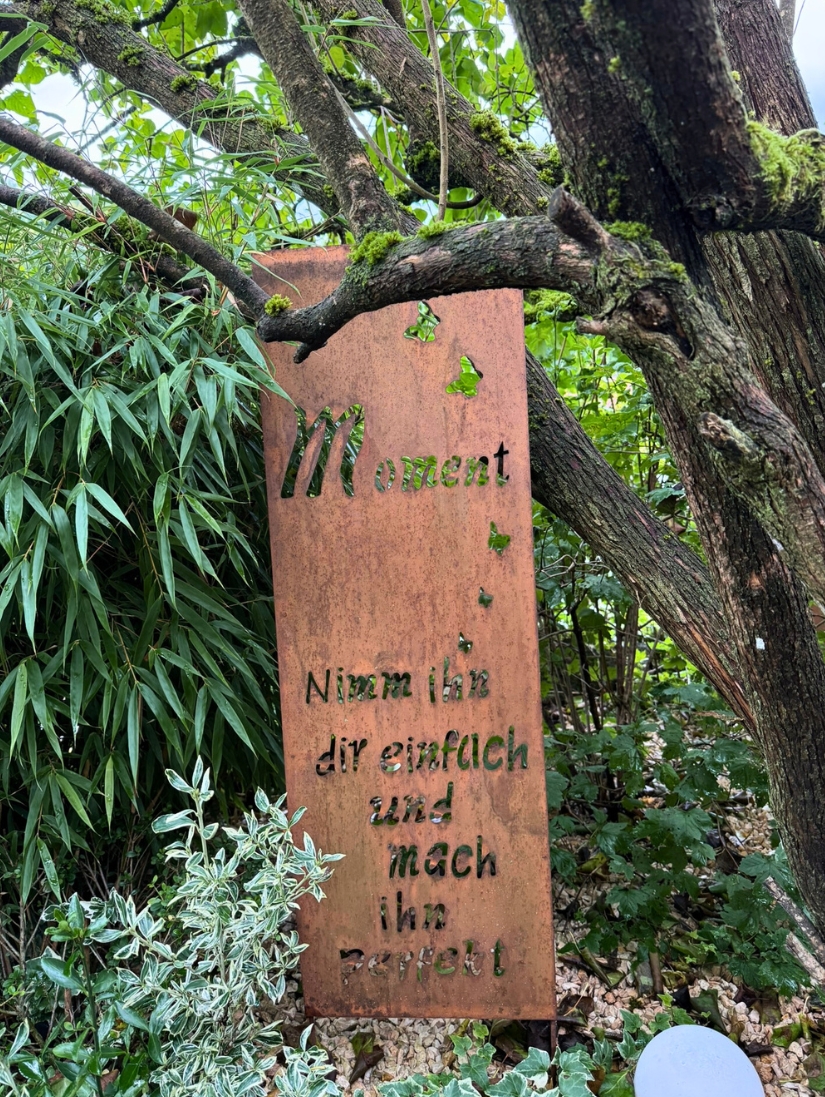 Moment
Nimm ihn
dir einfach
und
mach
ihn
perfekt